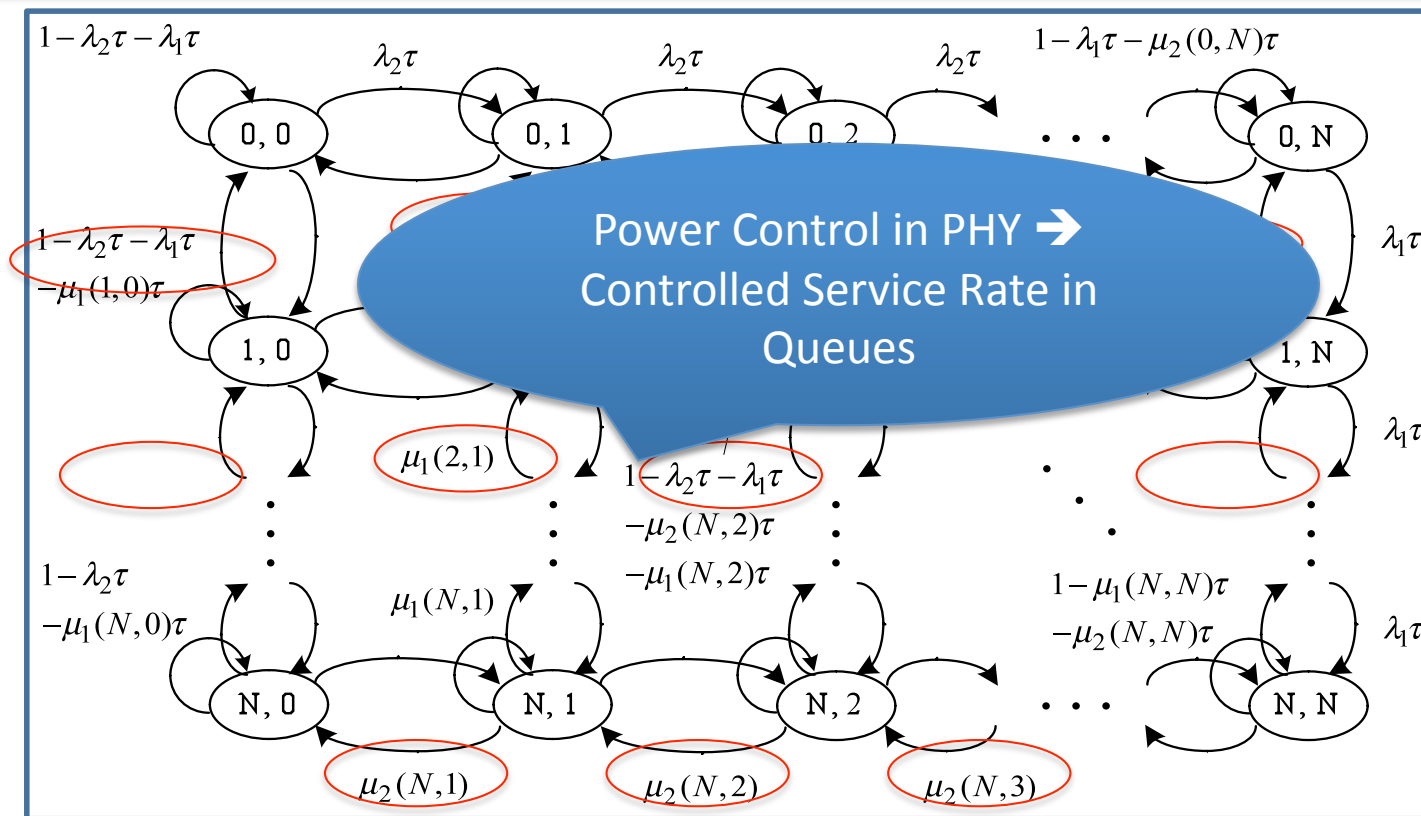 1−λ₂τ−λ₁τ
λ₂τ
λ₂τ
λ₂τ
1−λ₁τ−μ₂(0,N)τ
0, 0
0, 1
0, 2
. . .
0, N
Power Control in PHY ➔
Controlled Service Rate in
Queues
1−λ₂τ−λ₁τ
−μ₁(1,0)τ
λ₁τ
1, 0
1, N
μ₁(2,1)
1−λ₂τ−λ₁τ
−μ₂(N,2)τ
−μ₁(N,2)τ
λ₁τ
1−λ₂τ
−μ₁(N,0)τ
μ₁(N,1)
1−μ₁(N,N)τ
−μ₂(N,N)τ
λ₁τ
N, 0
N, 1
N, 2
. . .
N, N
μ₂(N,1)
μ₂(N,2)
μ₂(N,3)